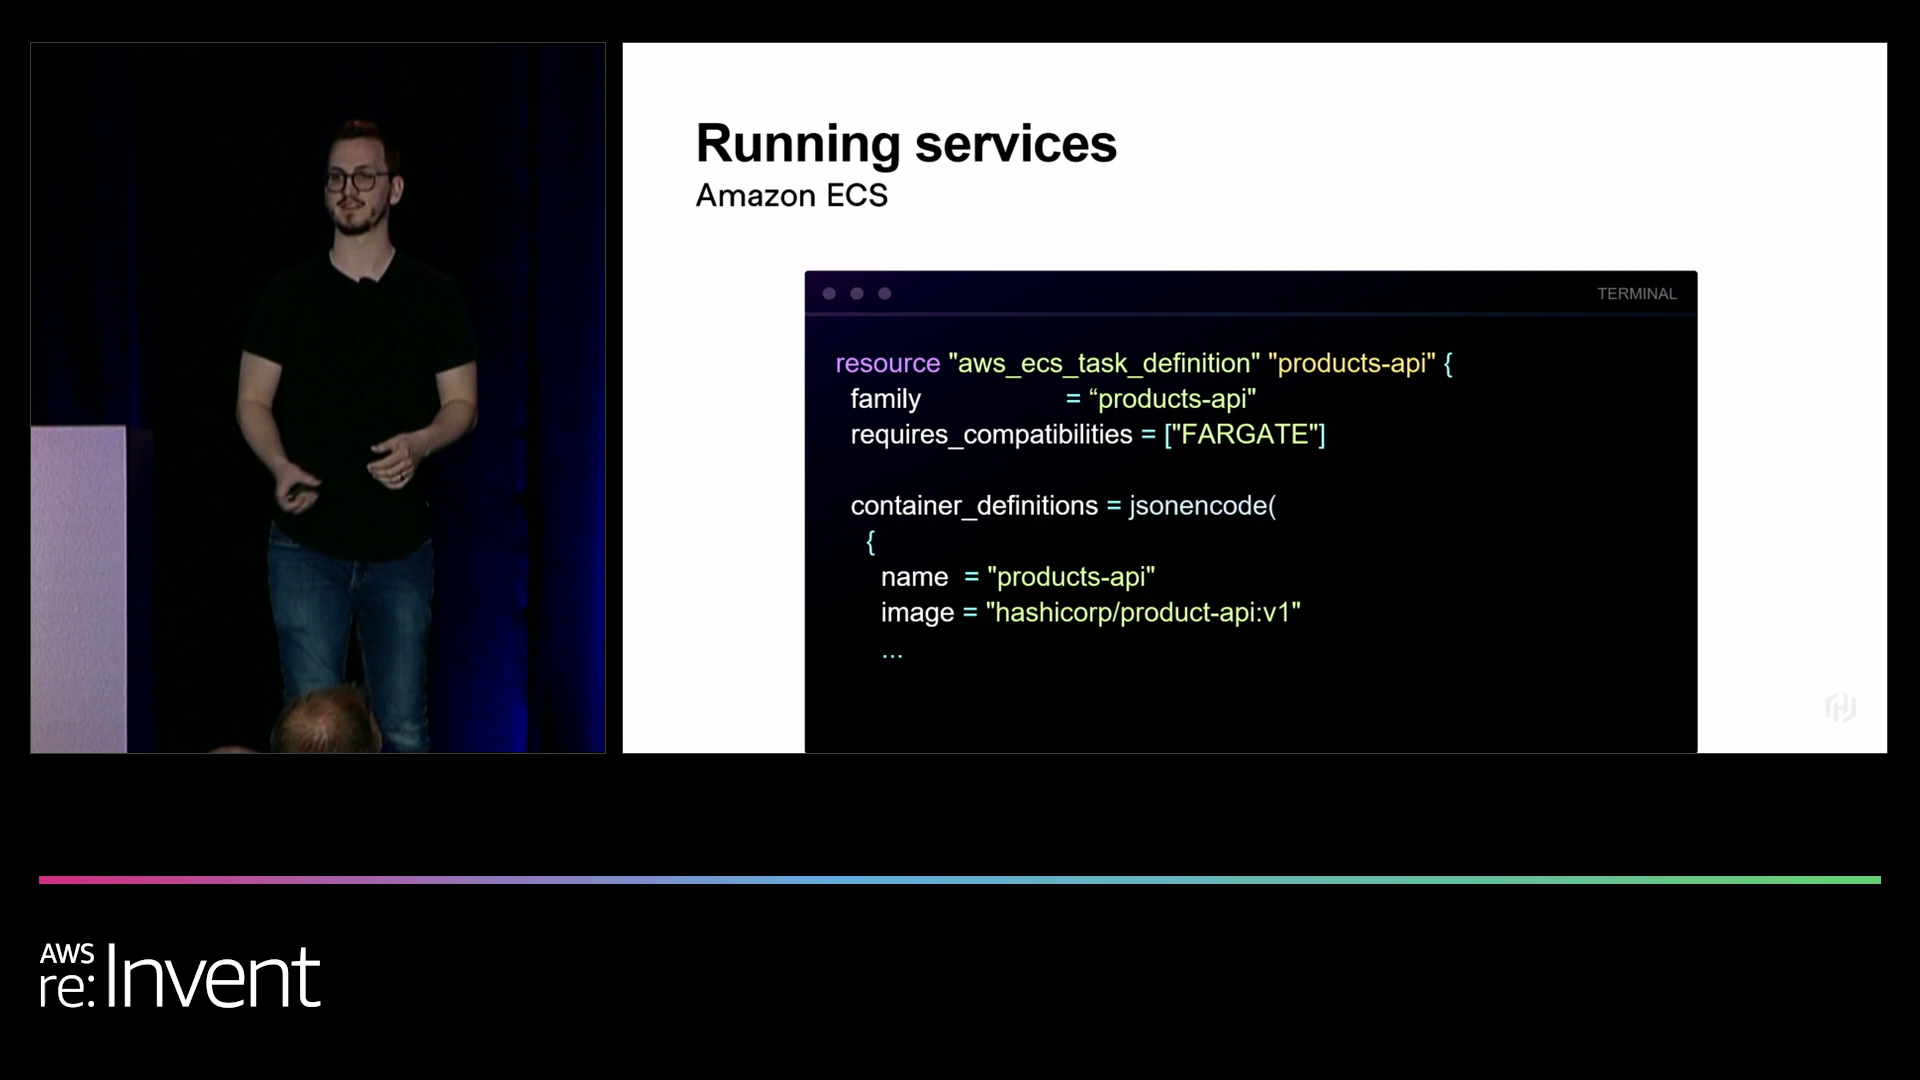 Running services
Amazon ECS
TERMINAL
resource "aws_ecs_task_definition" "products-api" {
family = “products-api"
requires_compatibilities = ["FARGATE"]
container_definitions = jsonencode(
{
name = "products-api"
image = "hashicorp/product-api:v1"
...
AWS
re:Invent